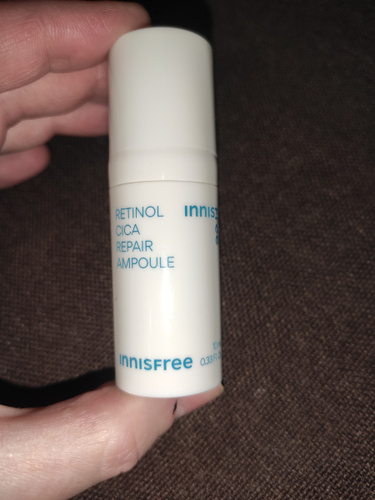 RETINOL
CICA
REPAIR
AMPOULE
innisfree